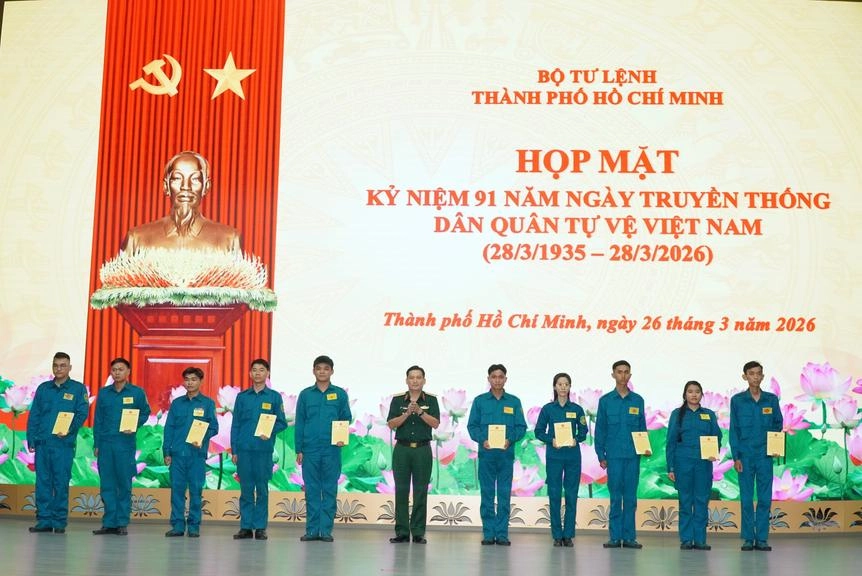 BỘ TƯ LỆNH
THÀNH PHỐ HỒ CHÍ MINH
HỌP MẶT
KỶ NIỆM 91 NĂM NGÀY TRUYỀN THỐNG
DÂN QUÂN TỰ VỆ VIỆT NAM
(28/3/1935 – 28/3/2026)
Thành phố Hồ Chí Minh, ngày 26 tháng 3 năm 2026